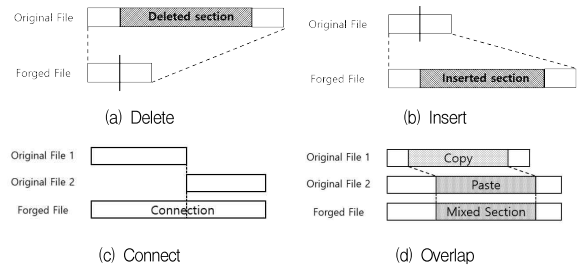 Original File
Deleted section
Forged File
(a) Delete
Original File
Forged File
Inserted section
(b) Insert
Original File 1
Original File 2
Forged File
Connection
(c) Connect
Original File 1
Copy
Original File 2
Paste
Forged File
Mixed Section
(d) Overlap